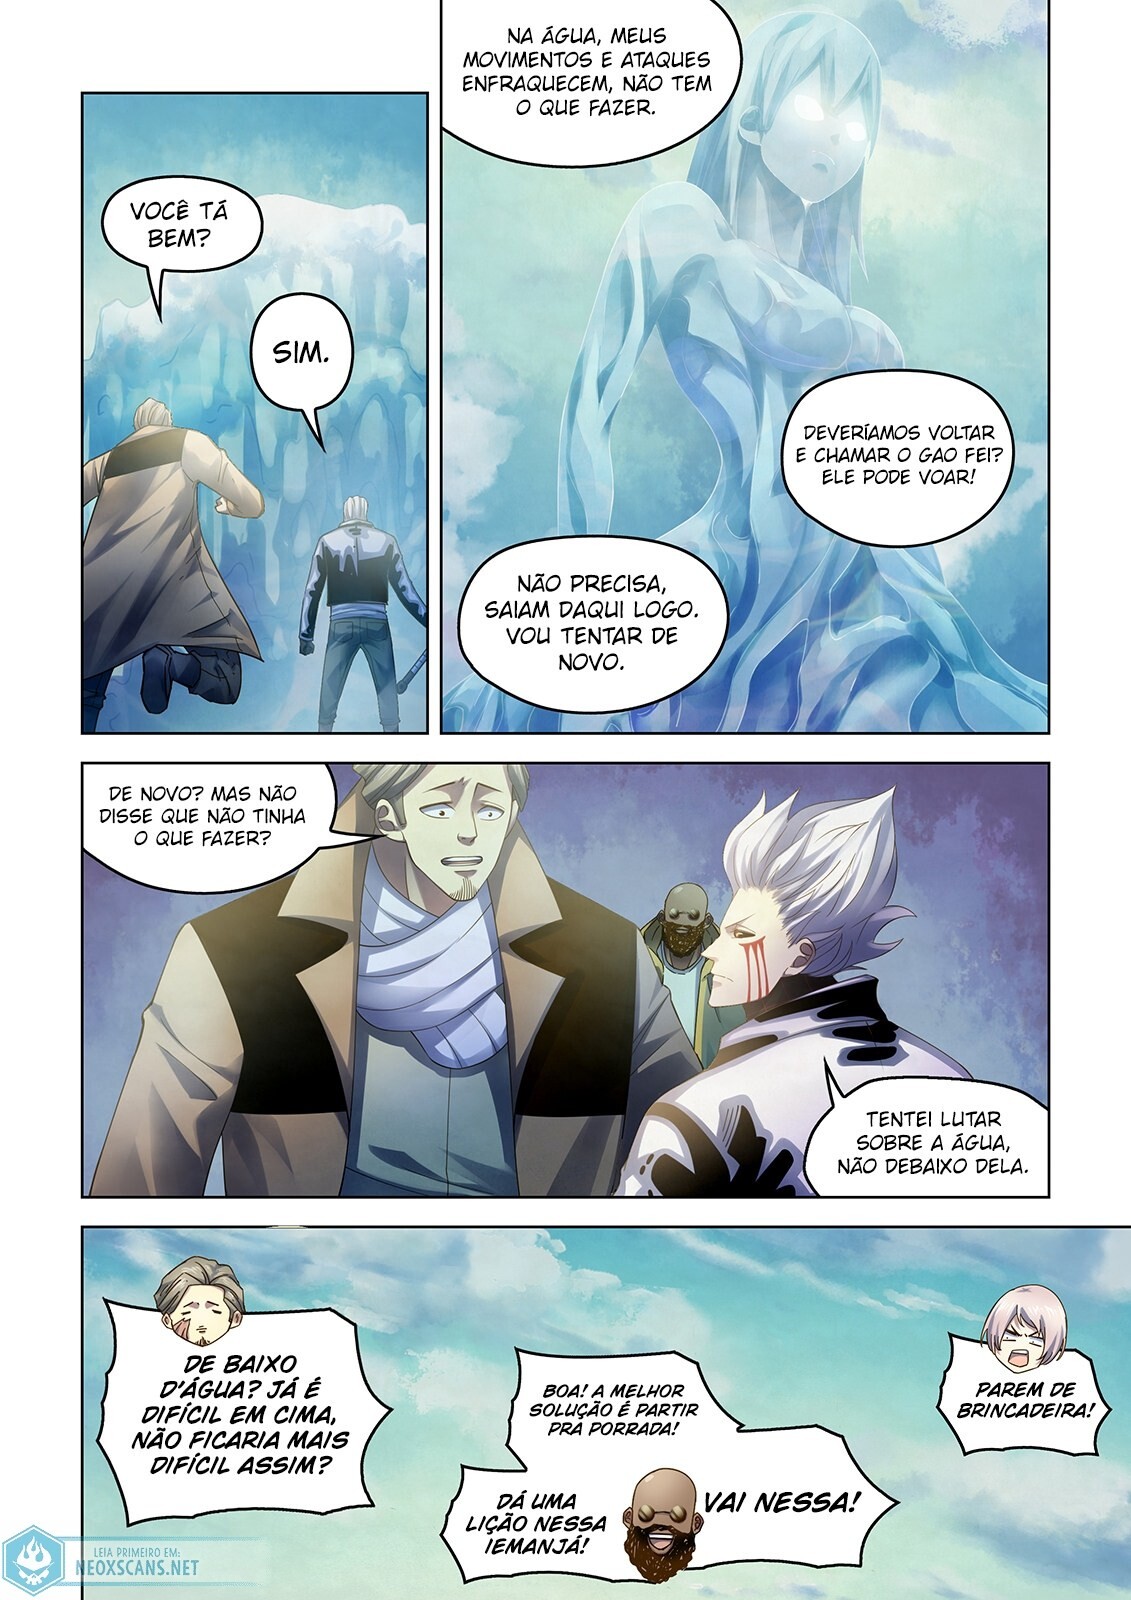 VOCÊ TÁ
BEM?
SIM.
NA ÁGUA, MEUS
MOVIMENTOS E ATAQUES
ENFRAQUECEM, NÃO TEM
O QUE FAZER.
DEVERÍAMOS VOLTAR
E CHAMAR O GAO FEI?
ELE PODE VOAR!
NÃO PRECISA,
SAIAM DAQUI LOGO.
VOU TENTAR DE
NOVO.
DE NOVO? MAS NÃO
DISSE QUE NÃO TINHA
O QUE FAZER?
TENTEI LUTAR
SOBRE A ÁGUA,
NÃO DEBAIXO DELA.
DE BAIXO
D'ÁGUA? JÁ É
DIFÍCIL EM CIMA,
NÃO FICARIA MAIS
DIFÍCIL ASSIM?
BOA! A MELHOR
SOLUÇÃO É PARTIR
PRA PORRADA!
DÁ UMA
LIÇÃO NESSA
IEMANJÁ!
VAI NESSA!
PAREM DE
BRINCADEIRA!
LEIA PRIMEIRO EM:
NEOXSCANS.NET